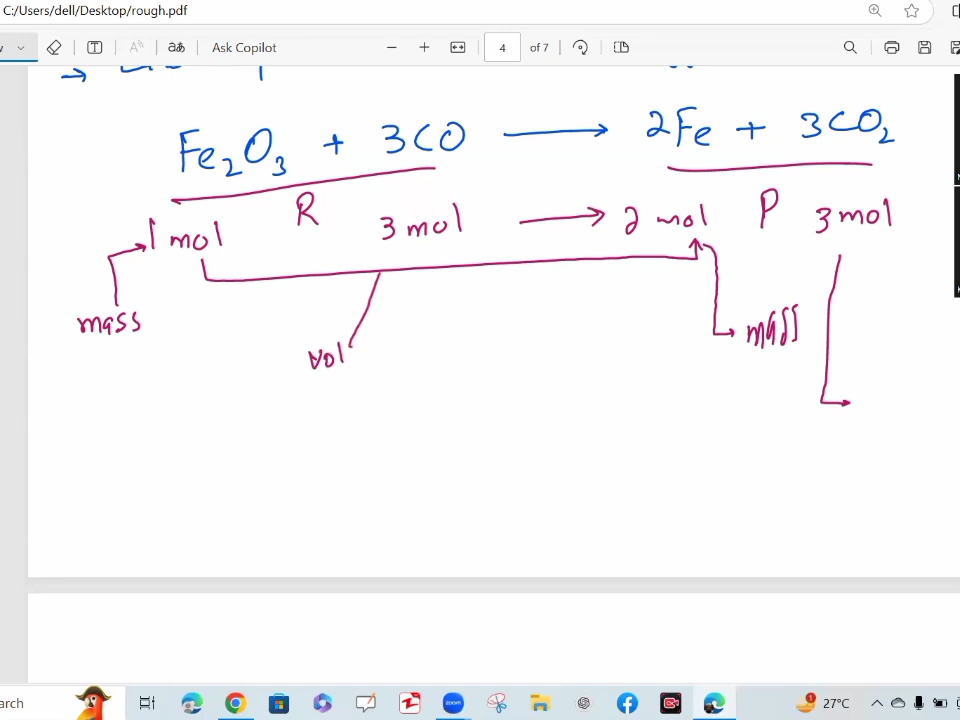 C:/Users/dell/Desktop/rough.pdf
Ask Copilot
4 of 7
Fe₂O₃ + 3CO → 2Fe + 3CO₂
R P
1 mol 3 mol → 2 mol 3 mol
mass
mass
vol
zoom
27°C
arch